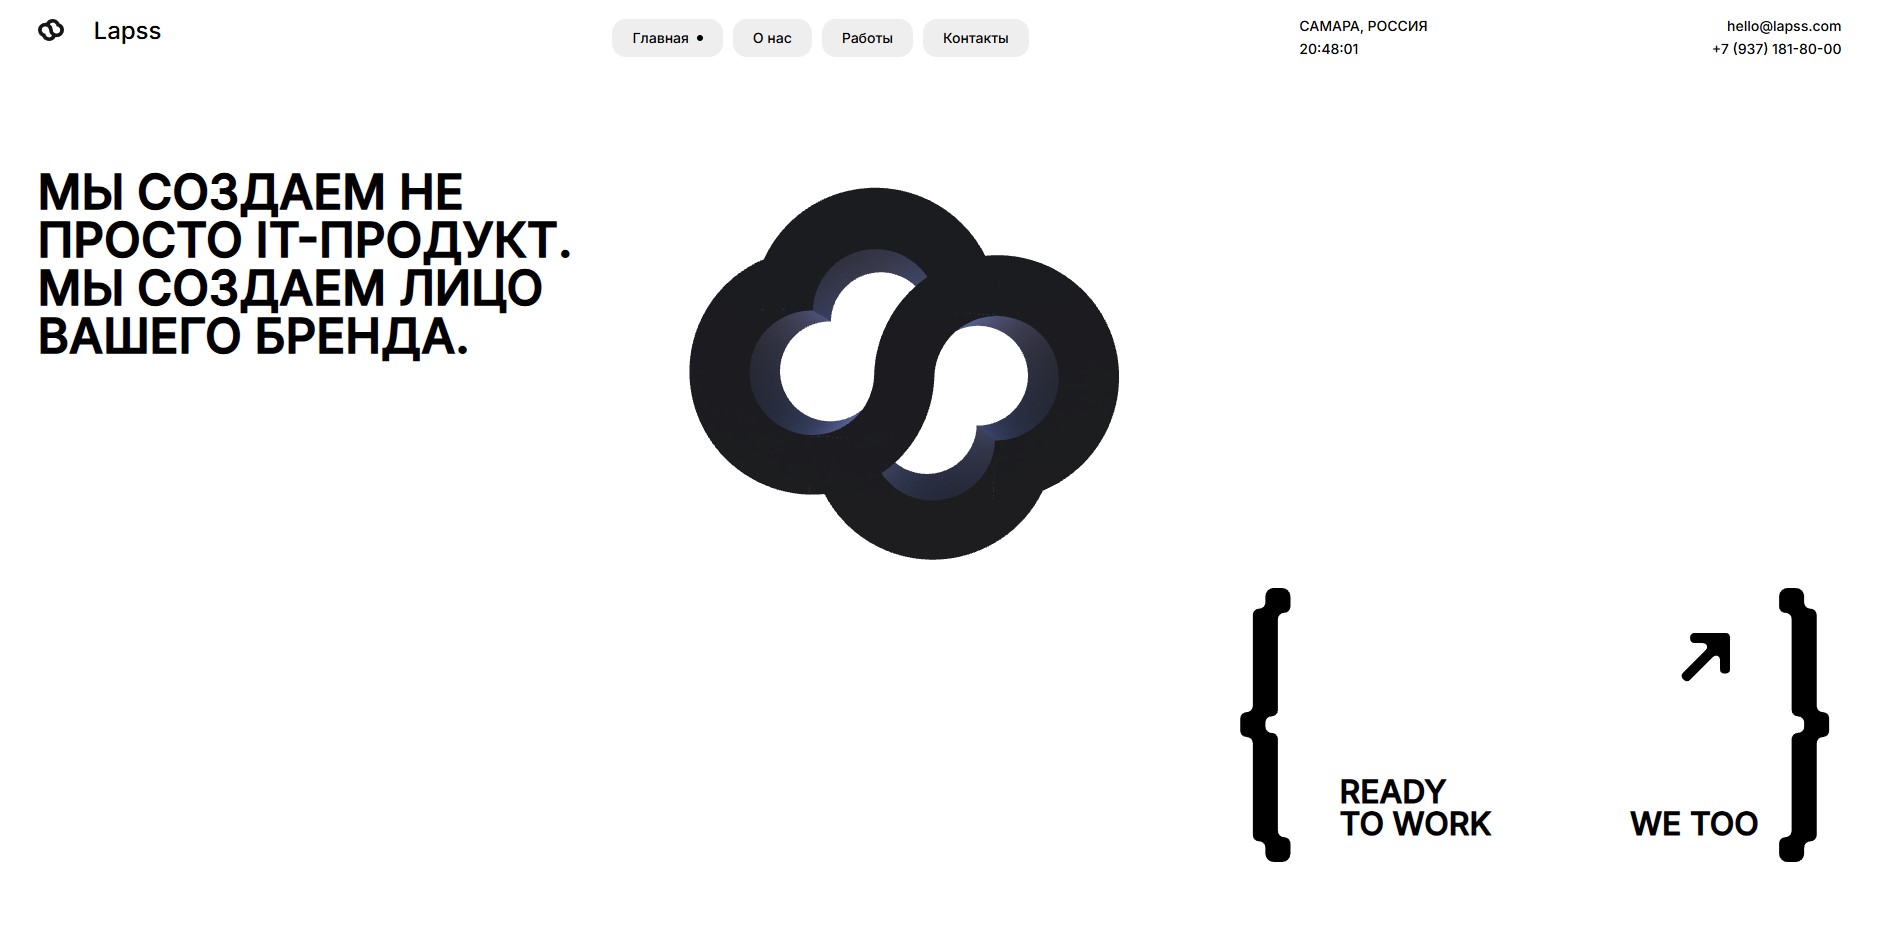 Lapss
Главная
О нас
Работы
Контакты
САМАРА, РОССИЯ
20:48:01
hello@lapss.com
+7 (937) 181-80-00
МЫ СОЗДАЕМ НЕ
ПРОСТО IT-ПРОДУКТ.
МЫ СОЗДАЕМ ЛИЦО
ВАШЕГО БРЕНДА.
READY
TO WORK
WE TOO